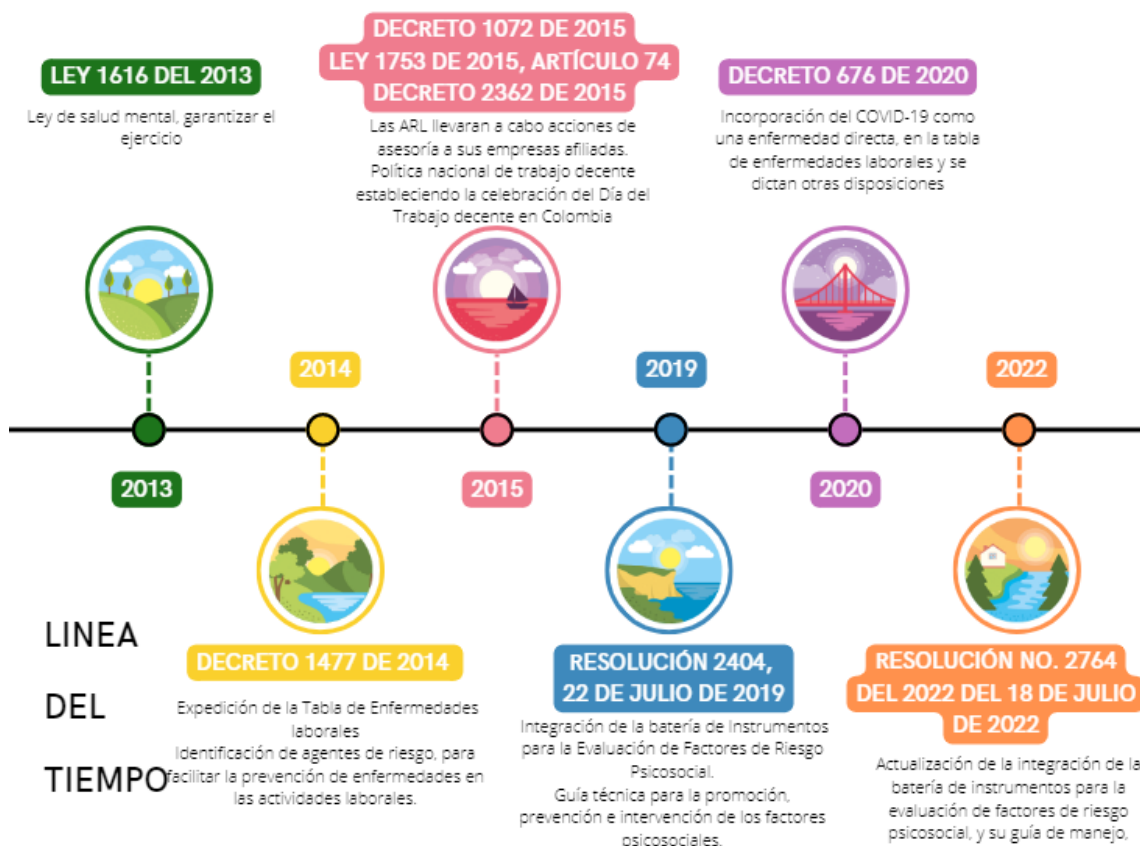 LEY 1616 DEL 2013
Ley de salud mental, garantizar el
ejercicio
DECRETO 1072 DE 2015
LEY 1753 DE 2015, ARTÍCULO 74
DECRETO 2362 DE 2015
Las ARL llevaran a cabo acciones de
asesoría a sus empresas afiliadas.
Política nacional de trabajo decente
estableciendo la celebración del Día del
Trabajo decente en Colombia
DECRETO 676 DE 2020
Incorporación del COVID-19 como
una enfermedad directa, en la tabla
de enfermedades laborales y se
dictan otras disposiciones
2014
2019
2022
2013
2015
2020
LINEA
DEL
TIEMPO
DECRETO 1477 DE 2014
Expedición de la Tabla de Enfermedades
laborales
Identificación de agentes de riesgo, para
facilitar la prevención de enfermedades en
las actividades laborales.
RESOLUCIÓN 2404,
22 DE JULIO DE 2019
Integración de la batería de Instrumentos
para la Evaluación de Factores de Riesgo
Psicosocial.
Guía técnica para la promoción,
prevención e intervención de los factores
psicosociales.
RESOLUCIÓN NO. 2764
DEL 2022 DEL 18 DE JULIO
DE 2022
Actualización de la integración de la
batería de instrumentos para la
evaluación de factores de riesgo
psicosocial, y su guía de manejo,